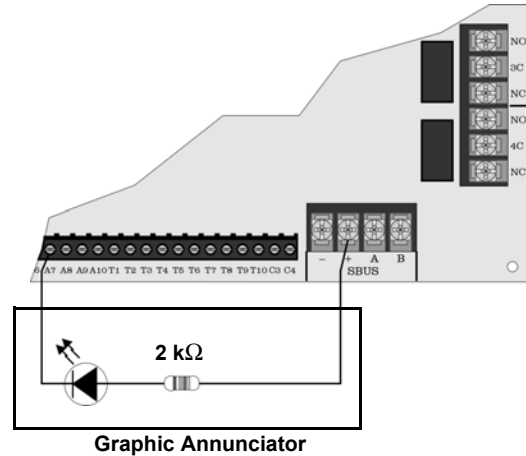 NO
3C
NC
NO
4C
NC
6 A7 A8 A9 A10 T1 T2 T3 T4 T5 T6 T7 T8 T9 T10 C3 C4
- + A B
SBUS
2 kΩ
Graphic Annunciator